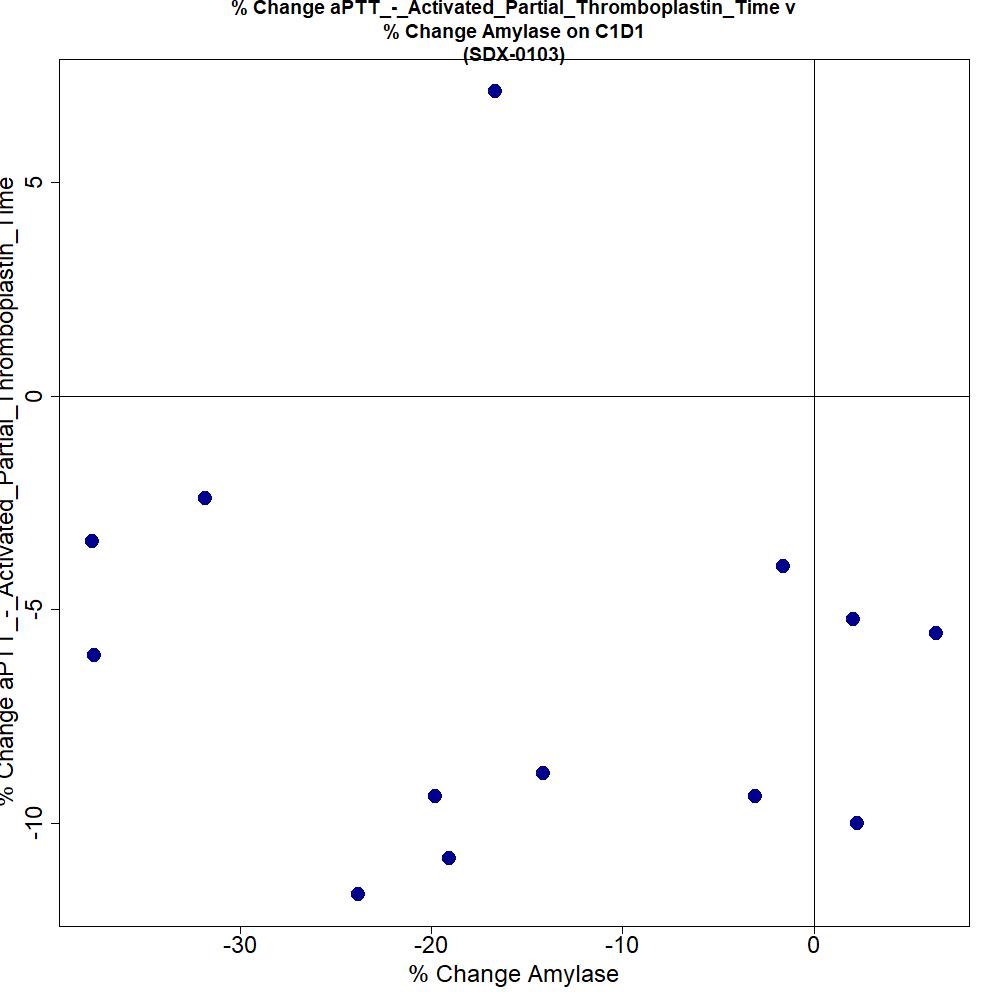 % Change aPTT_-_Activated_Partial_Thromboplastin_Time v
% Change Amylase on C1D1
(SDX-0103)
% Change aPTT_-_Activated_Partial_Thromboplastin_Time
5
0
-5
-10
-30
-20
-10
0
% Change Amylase